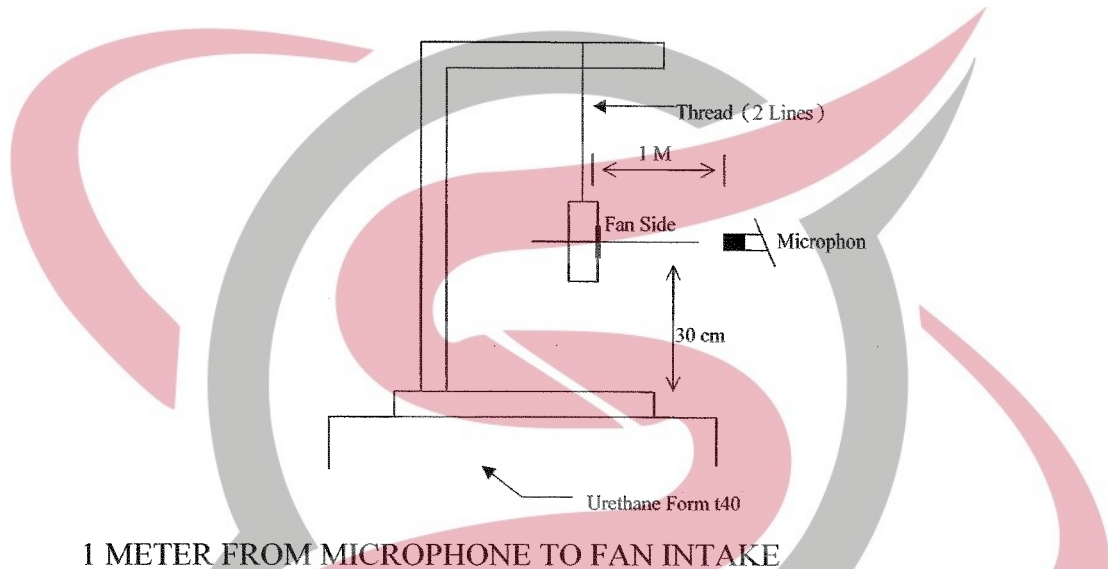 Thread (2 Lines)
1 M
Fan Side
Microphon
30 cm
Urethane Form t40
1 METER FROM MICROPHONE TO FAN INTAKE